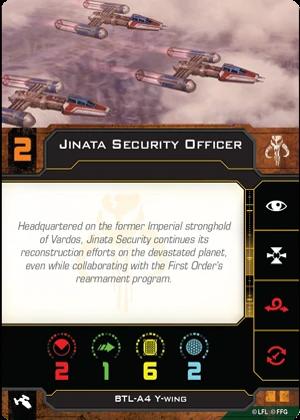 2 JINATA SECURITY OFFICER
Headquartered on the former Imperial stronghold
of Vardos, Jinata Security continues its
reconstruction efforts on the devastated planet,
even while collaborating with the First Order's
rearmament program.
2 1 6 2
BTL-A4 Y-WING
©LFL ©FFG